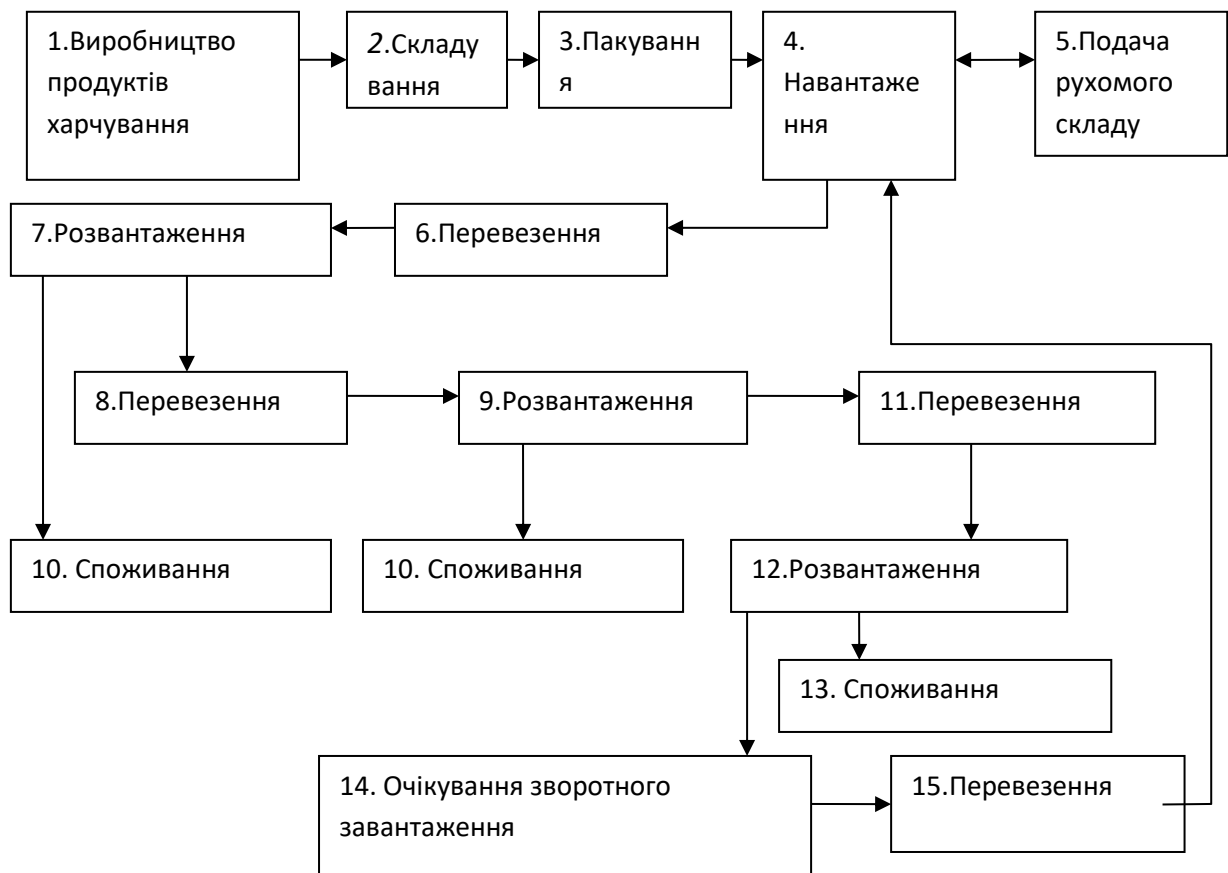 1.Виробництво
продуктів
харчування
2.Складу
вання
3.Пакуванн
я
4.
Навантаже
ння
5.Подача
рухомого
складу
7.Розвантаження
6.Перевезення
8.Перевезення
9.Розвантаження
11.Перевезення
10. Споживання
10. Споживання
12.Розвантаження
13. Споживання
14. Очікування зворотного
завантаження
15.Перевезення